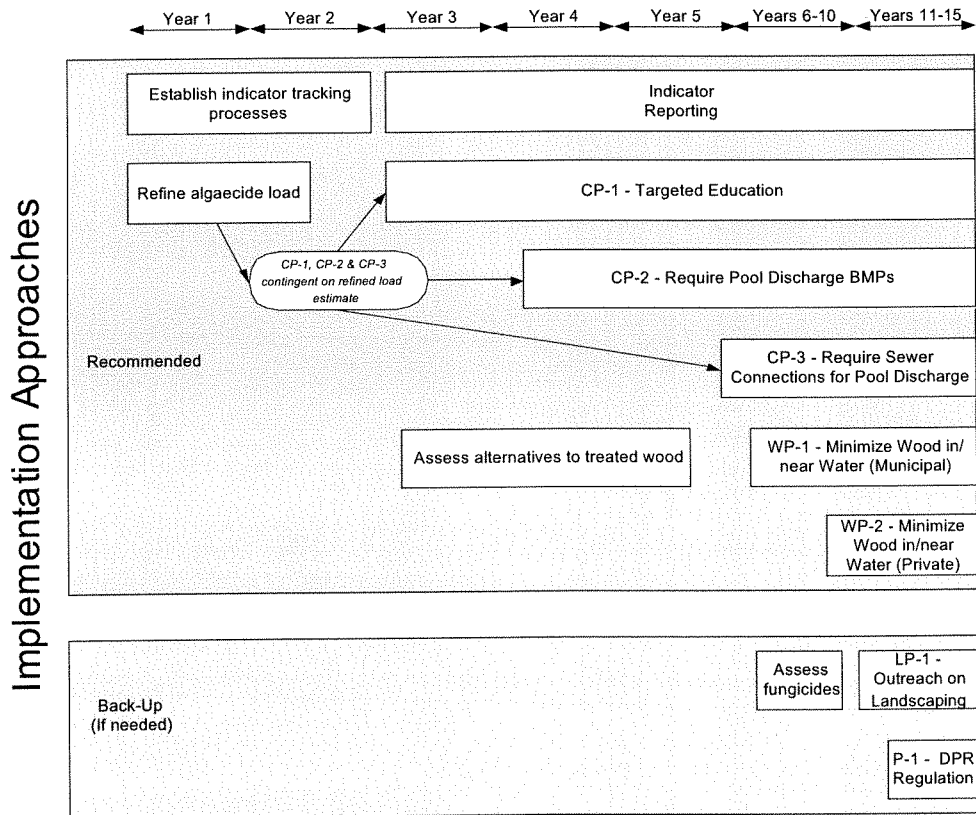 Year 1 Year 2 Year 3 Year 4 Year 5 Years 6-10 Years 11-15
Implementation Approaches
Establish indicator tracking
processes
Indicator
Reporting
Refine algaecide load
CP-1 - Targeted Education
CP-1, CP-2 & CP-3
contingent on refined load
estimate
CP-2 - Require Pool Discharge BMPs
Recommended
CP-3 - Require Sewer
Connections for Pool Discharge
Assess alternatives to treated wood
WP-1 - Minimize Wood in/
near Water (Municipal)
WP-2 - Minimize
Wood in/near
Water (Private)
Back-Up
(If needed)
Assess
fungicides
LP-1 -
Outreach on
Landscaping
P-1 - DPR
Regulation